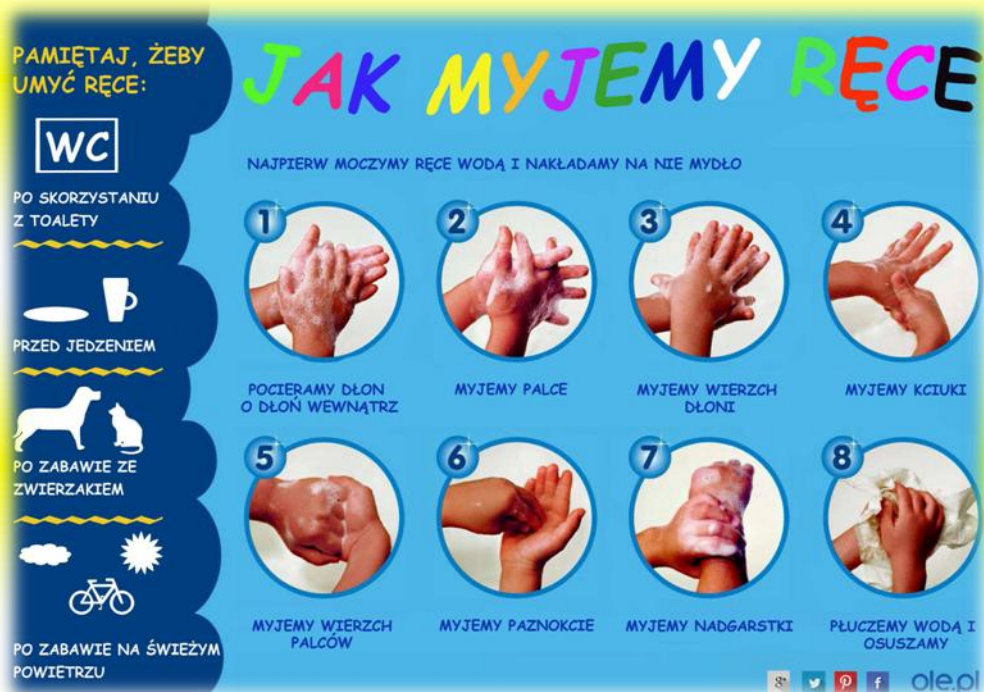 PAMIĘTAJ, ŻEBY
UMYĆ RĘCE:
WC
PO SKORZYSTANIU
Z TOALETY
PRZED JEDZENIEM
PO ZABAWIE ZE
ZWIERZAKIEM
PO ZABAWIE NA ŚWIEŻYM
POWIETRZU
JAK MYJEMY RĘCE
NAJPIERW MOCZYMY RĘCE WODĄ I NAKŁADAMY NA NIE MYDŁO
1
POCIERAMY DŁON
O DŁOŃ WEWNĄTRZ
2
MYJEMY PALCE
3
MYJEMY WIERZCH
DŁONI
4
MYJEMY KCIUKI
5
MYJEMY WIERZCH
PALCÓW
6
MYJEMY PAZNOKCIE
7
MYJEMY NADGARSTKI
8
PŁUCZEMY WODĄ I
OSUSZAMY
ole.pl